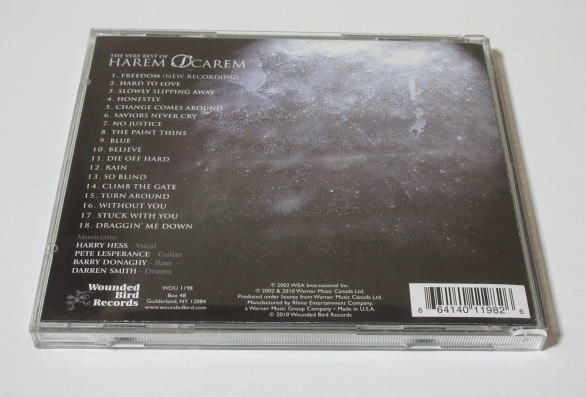 THE VERY BEST OF
HAREM SCAREM
1. FREEDOM (NEW RECORDING)
2. HARD TO LOVE
3. SLOWLY SLIPPING AWAY
4. HONESTLY
5. CHANGE COMES AROUND
6. SAVIORS NEVER CRY
7. NO JUSTICE
8. THE PAINT THINS
9. BLUE
10. BELIEVE
11. DIE OFF HARD
12. RAIN
13. SO BLIND
14. CLIMB THE GATE
15. TURN AROUND
16. WITHOUT YOU
17. STUCK WITH YOU
18. DRAGGIN' ME DOWN
Musicians:
HARRY HESS - Vocal
PETE LESPERANCE - Guitar
BARRY DONAGHY - Bass
DARREN SMITH - Drums
Wounded
Bird
Records
WOU 1198
Box 48
Guilderland, NY 12084
www.woundedbird.com
℗ 2002 WEA International Inc.
℗ 2002 & 2010 Warner Music Canada Ltd.
Produced under license from Warner Music Canada Ltd.
Manufactured by Rhino Entertainment Company,
a Warner Music Group Company • Made in U.S.A.
© 2010 Wounded Bird Records
6 64140 11982 6